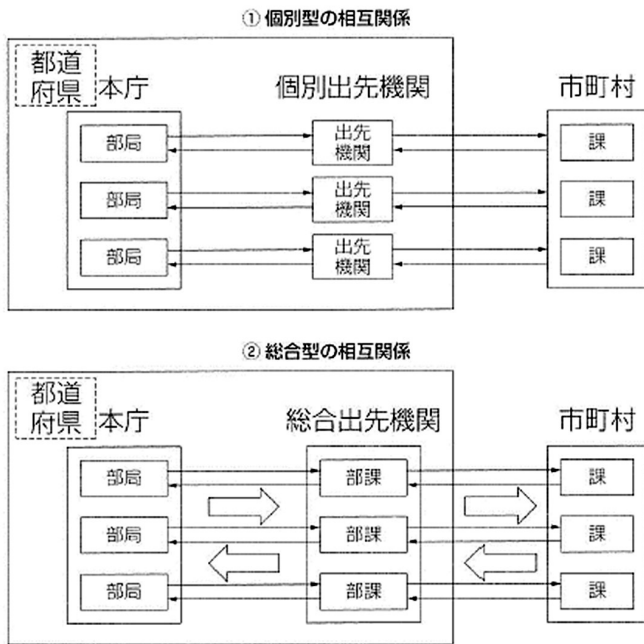 ① 個別型の相互関係
都道
府県
本庁
個別出先機関
市町村
部局
出先
機関
課
部局
出先
機関
課
部局
出先
機関
課
② 総合型の相互関係
都道
府県
本庁
総合出先機関
市町村
部局
部課
課
部局
部課
課
部局
部課
課